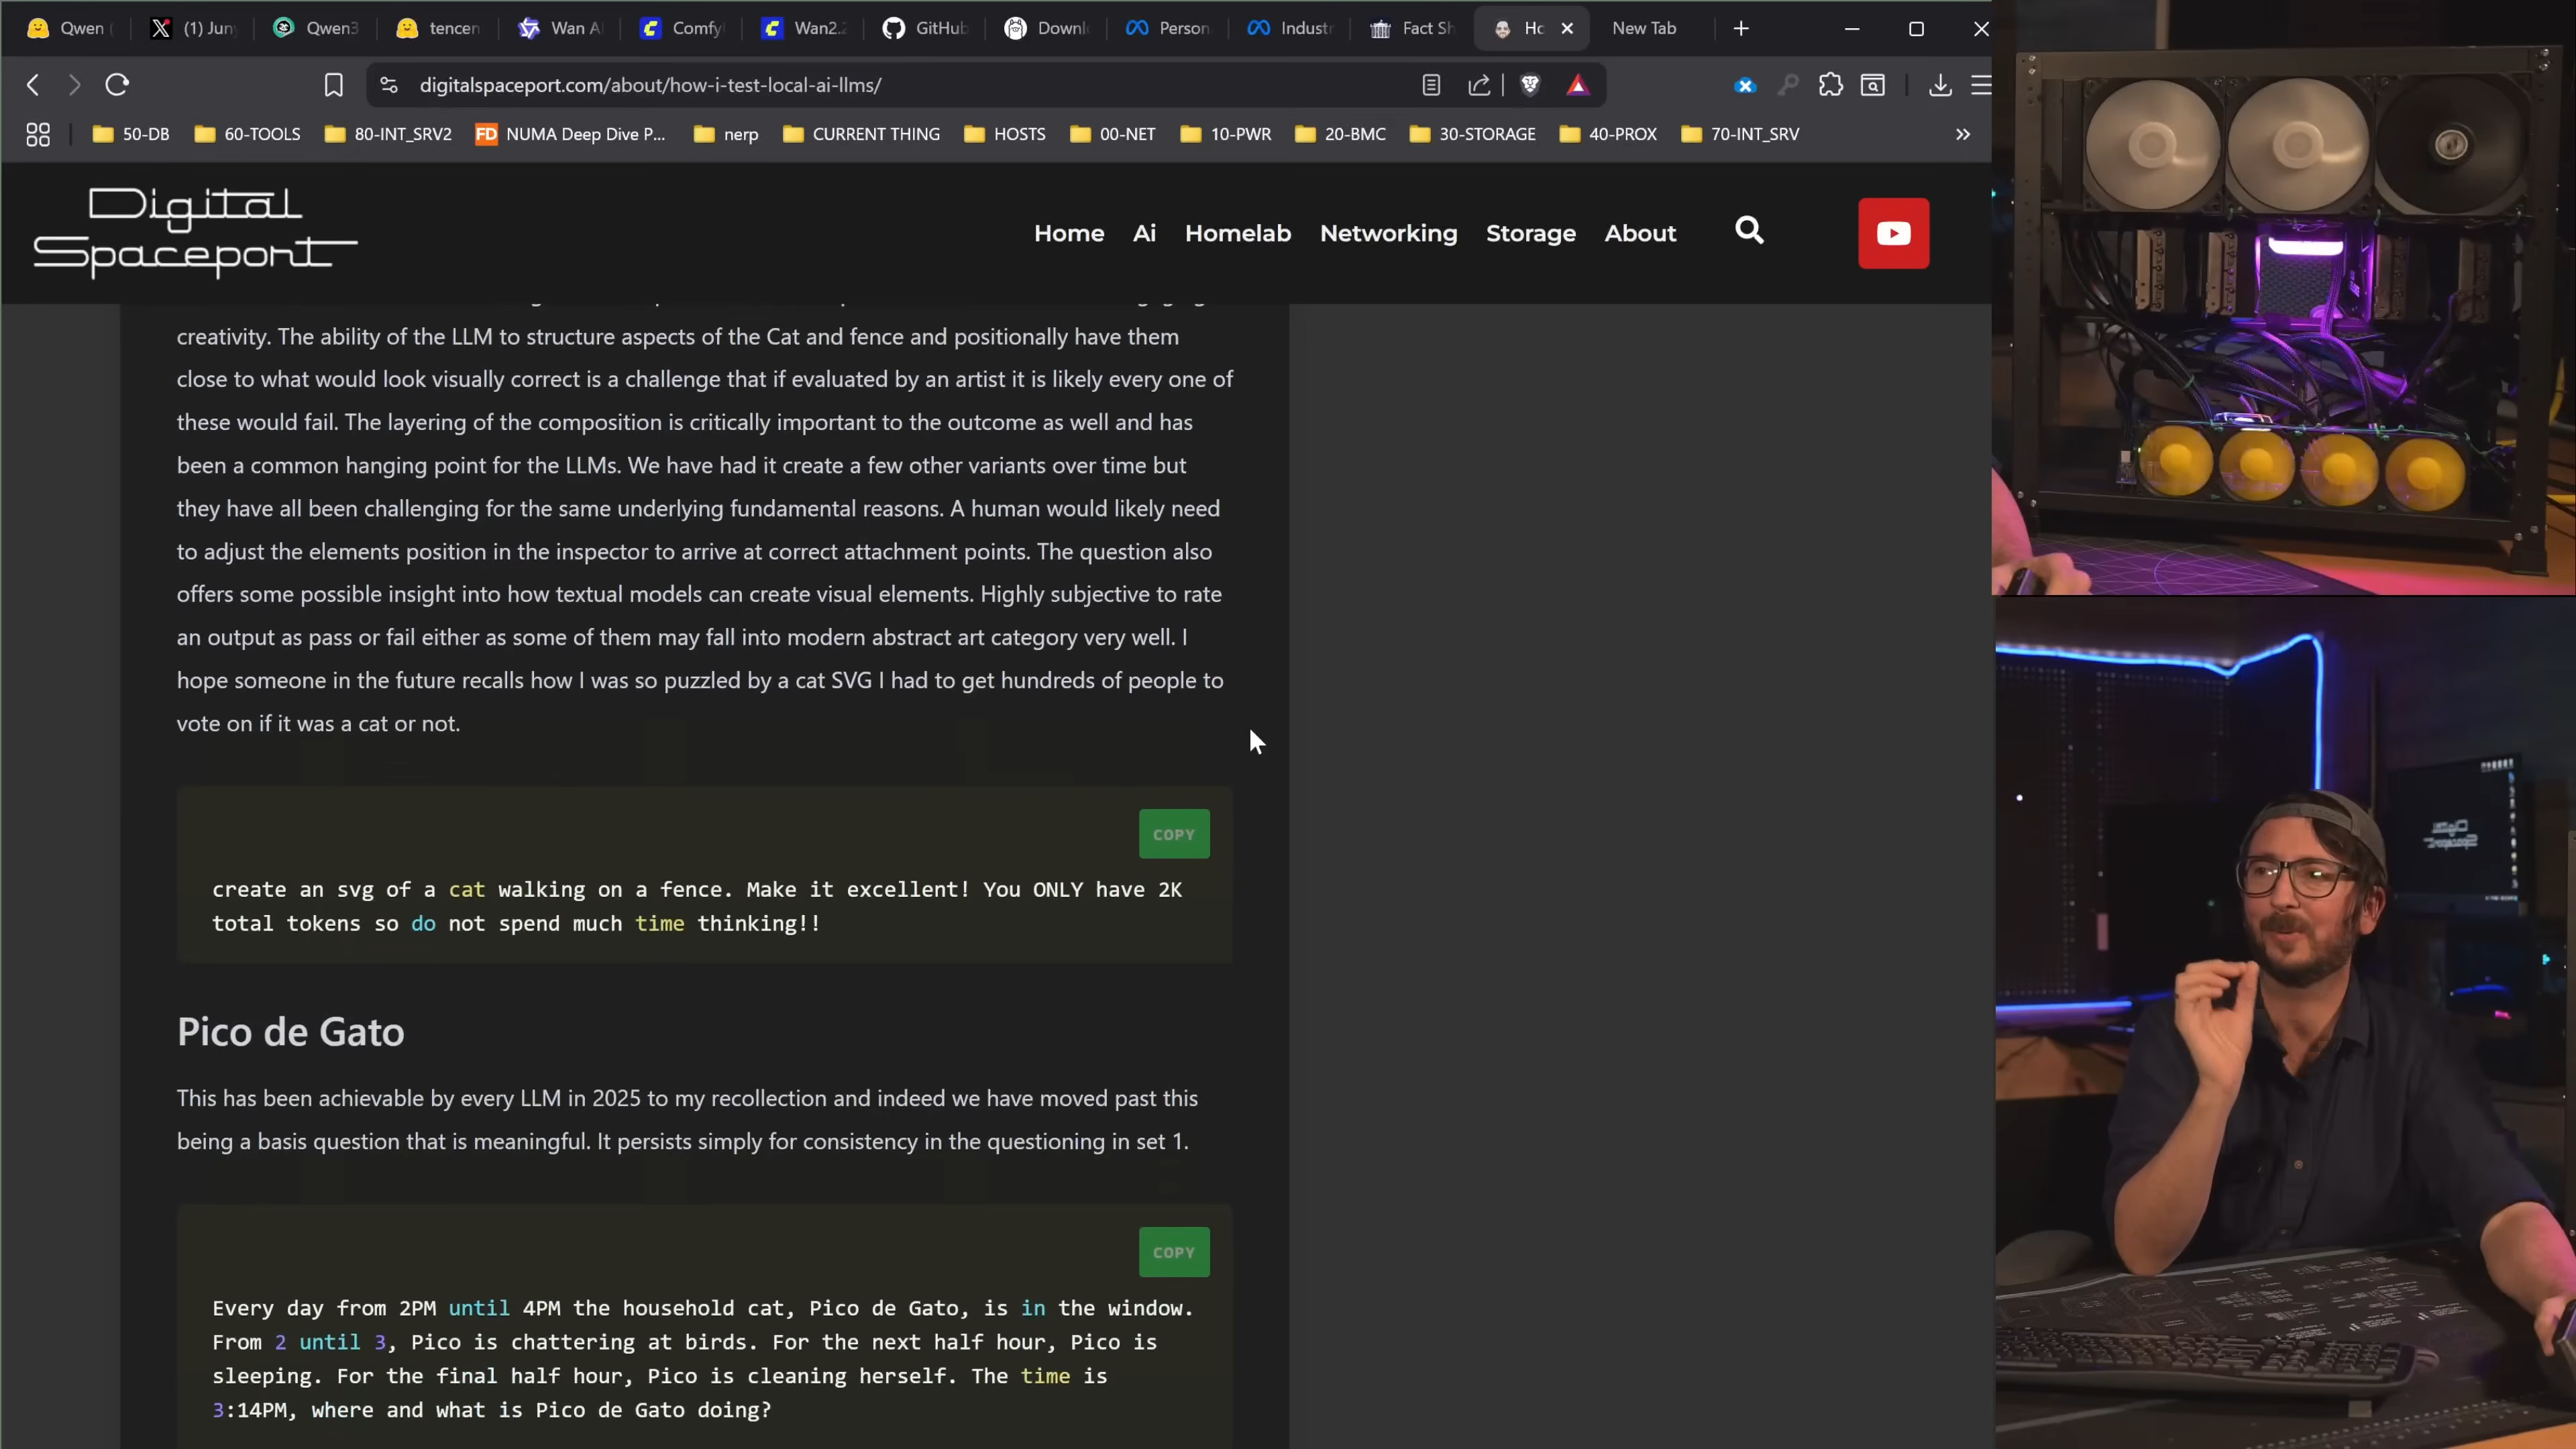 Qwen (
(1) Jun
Qwen3
tencen
Wan A
Comfy
Wan2.2
GitHub
Downl
Person
Industr
Fact Sh
Ho
New Tab
digitalspaceport.com/about/how-i-test-local-ai-llms/
50-DB
60-TOOLS
80-INT_SRV2
FD NUMA Deep Dive P...
nerp
CURRENT THING
HOSTS
00-NET
10-PWR
20-BMC
30-STORAGE
40-PROX
70-INT_SRV
Digital
Spaceport
Home Ai Homelab Networking Storage About
creativity. The ability of the LLM to structure aspects of the Cat and fence and positionally have them
close to what would look visually correct is a challenge that if evaluated by an artist it is likely every one of
these would fail. The layering of the composition is critically important to the outcome as well and has
been a common hanging point for the LLMs. We have had it create a few other variants over time but
they have all been challenging for the same underlying fundamental reasons. A human would likely need
to adjust the elements position in the inspector to arrive at correct attachment points. The question also
offers some possible insight into how textual models can create visual elements. Highly subjective to rate
an output as pass or fail either as some of them may fall into modern abstract art category very well. I
hope someone in the future recalls how I was so puzzled by a cat SVG I had to get hundreds of people to
vote on if it was a cat or not.
COPY
create an svg of a cat walking on a fence. Make it excellent! You ONLY have 2K
total tokens so do not spend much time thinking!!
Pico de Gato
This has been achievable by every LLM in 2025 to my recollection and indeed we have moved past this
being a basis question that is meaningful. It persists simply for consistency in the questioning in set 1.
COPY
Every day from 2PM until 4PM the household cat, Pico de Gato, is in the window.
From 2 until 3, Pico is chattering at birds. For the next half hour, Pico is
sleeping. For the final half hour, Pico is cleaning herself. The time is
3:14PM, where and what is Pico de Gato doing?